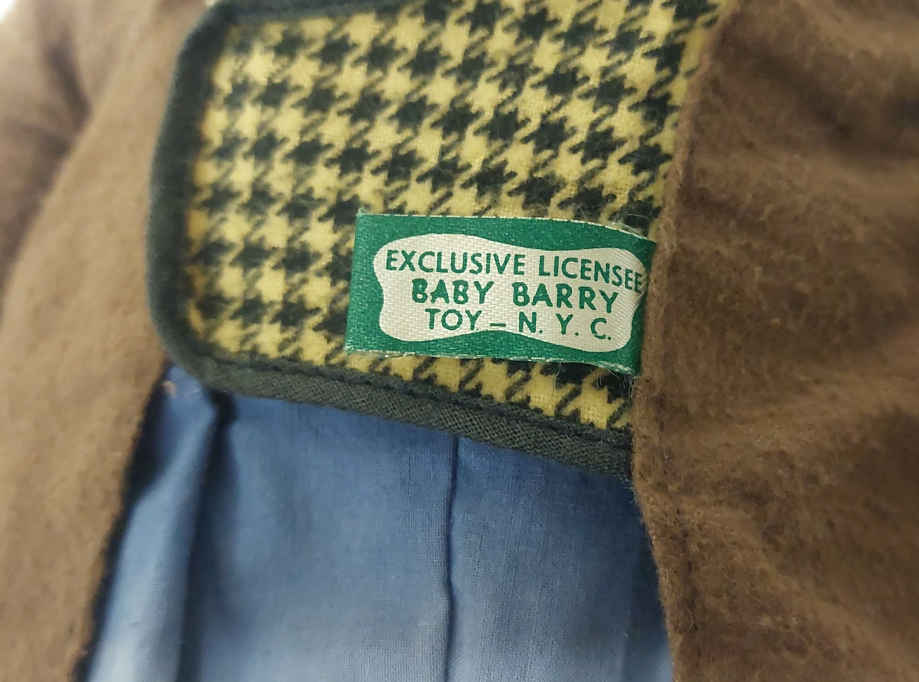 EXCLUSIVE LICENSEE
BABY BARRY
TOY – N. Y. C.